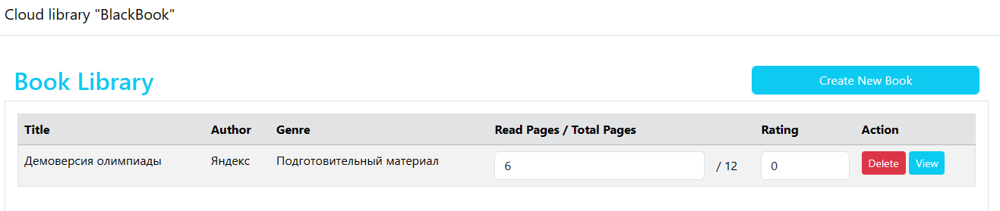 Cloud library "BlackBook"
Book Library
Create New Book
Title Author Genre Read Pages / Total Pages Rating Action
Демоверсия олимпиады Яндекс Подготовительный материал 6 / 12 0 Delete View